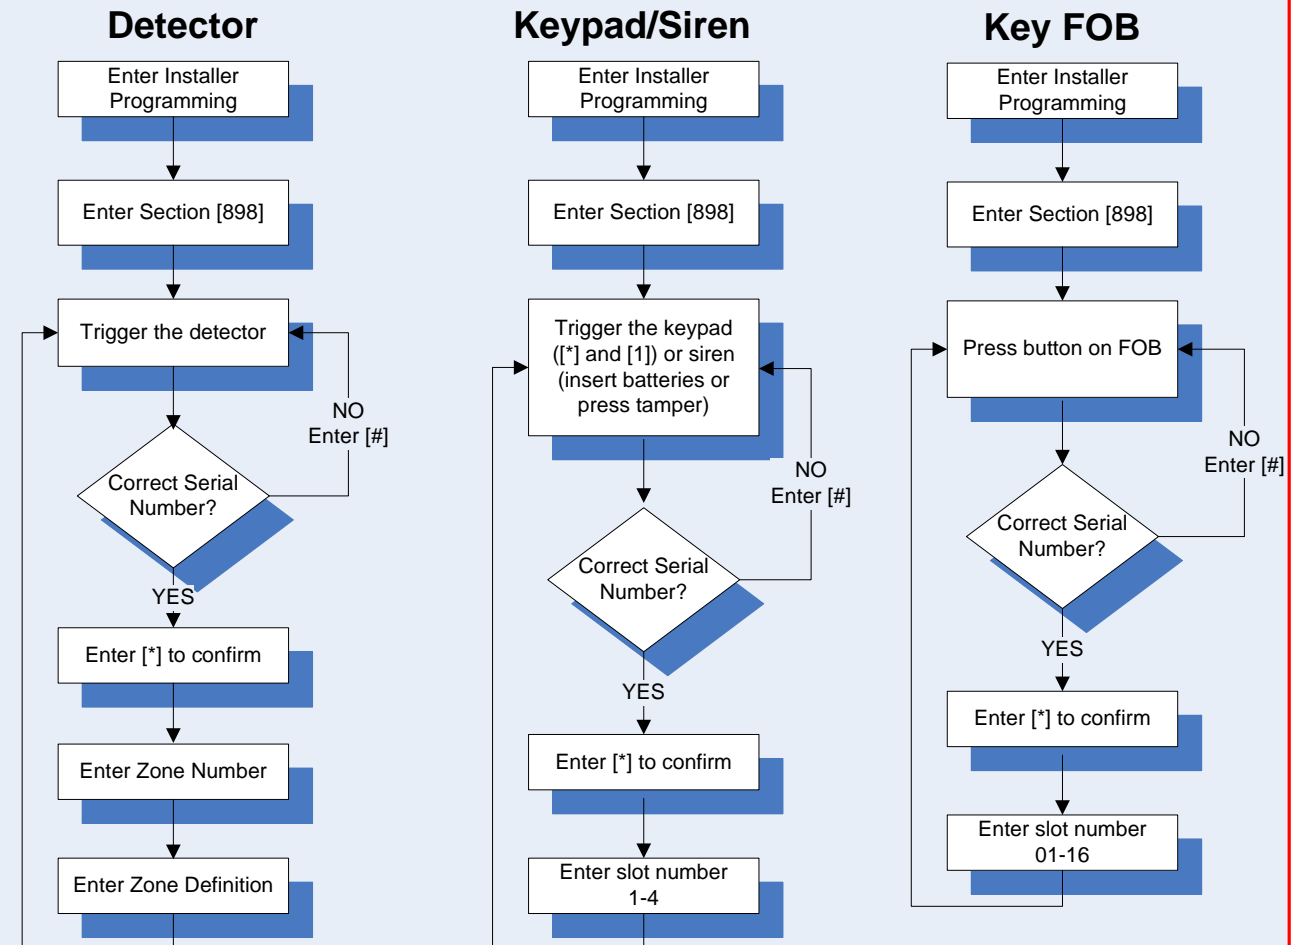 Detector
Enter Installer
Programming
Enter Section [898]
Trigger the detector
NO
Enter [#]
Correct Serial
Number?
YES
Enter [*] to confirm
Enter Zone Number
Enter Zone Definition
Keypad/Siren
Enter Installer
Programming
Enter Section [898]
Trigger the keypad
([*] and [1]) or siren
(insert batteries or
press tamper)
NO
Enter [#]
Correct Serial
Number?
YES
Enter [*] to confirm
Enter slot number
1-4
Key FOB
Enter Installer
Programming
Enter Section [898]
Press button on FOB
NO
Enter [#]
Correct Serial
Number?
YES
Enter [*] to confirm
Enter slot number
01-16